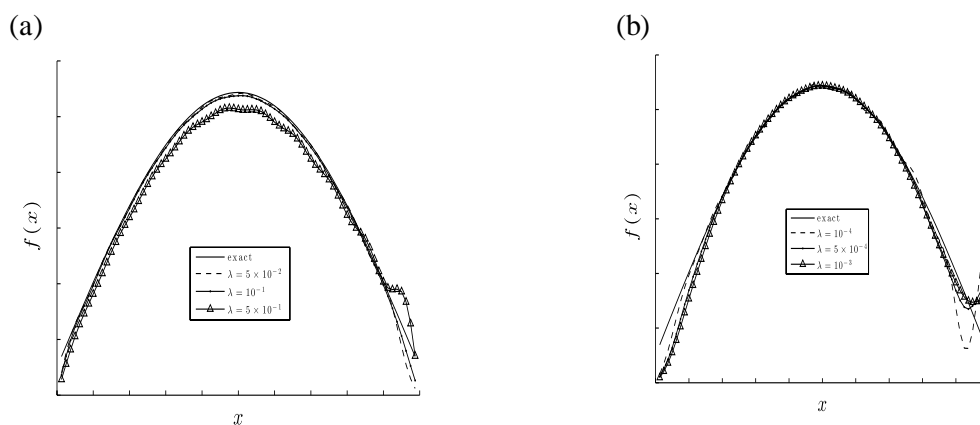 (a)
(b)
f(x)
exact
λ = 5 × 10⁻²
λ = 10⁻¹
λ = 5 × 10⁻¹
x
f(x)
exact
λ = 10⁻⁴
λ = 5 × 10⁻⁴
λ = 10⁻³
x